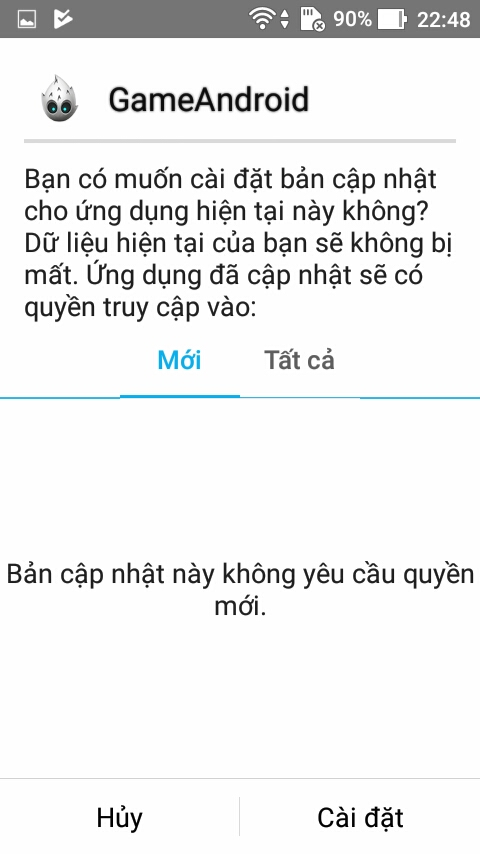 90% 22:48
GameAndroid
Bạn có muốn cài đặt bản cập nhật
cho ứng dụng hiện tại này không?
Dữ liệu hiện tại của bạn sẽ không bị
mất. Ứng dụng đã cập nhật sẽ có
quyền truy cập vào:
Mới Tất cả
Bản cập nhật này không yêu cầu quyền
mới.
Hủy Cài đặt